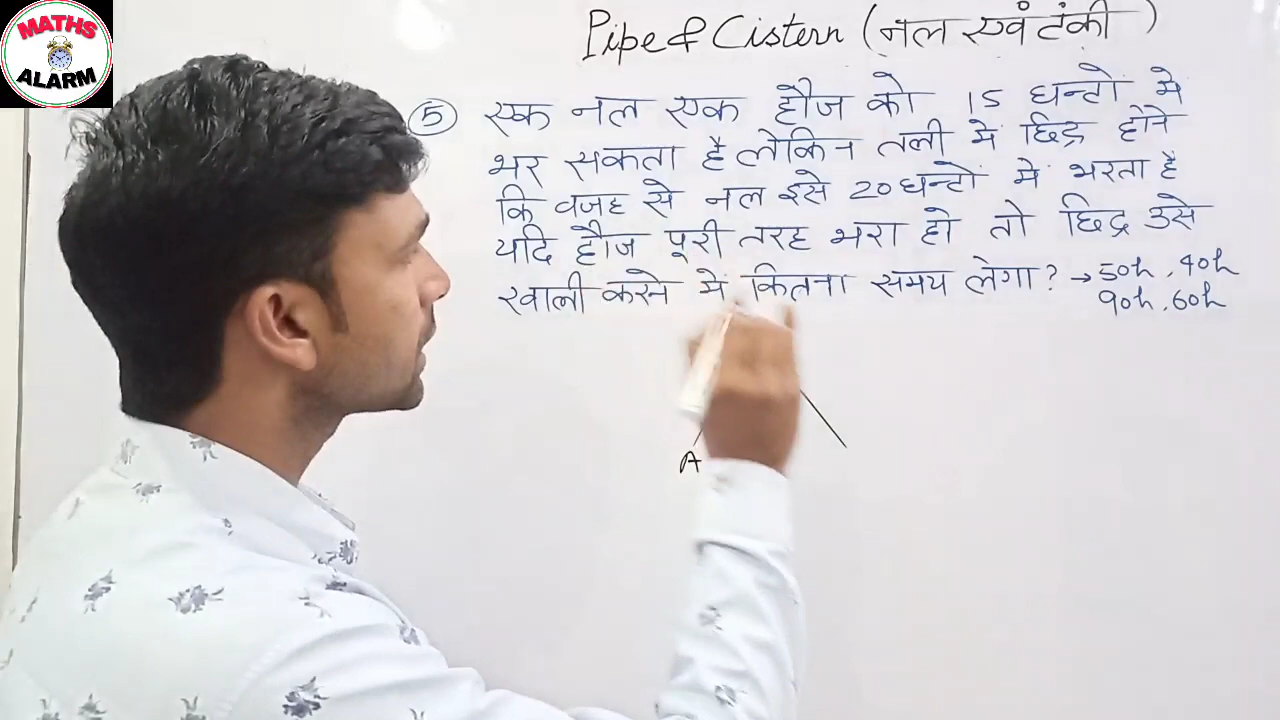 MATHS
ALARM
Pipe & Cistern (नल एवं टंकी)
⑤ एक नल एक हौज को 15 घन्टों मे
भर सकता है लेकिन तली में छिद्र होने
कि वजह से नल इसे 20 घन्टों में भरता है
यदि हौज पूरी तरह भरा हो तो छिद्र उसे
खाली करने में कितना समय लेगा? → 50h, 40h
90h, 60h
A